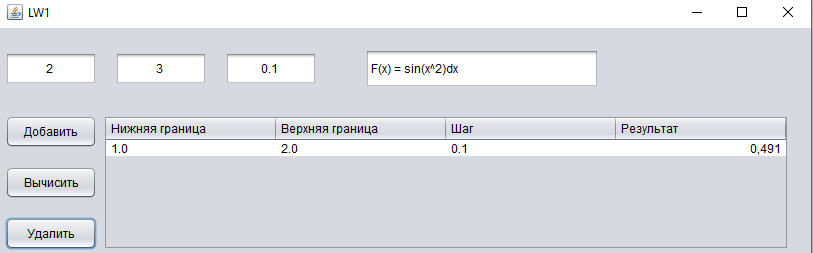 LW1
2 3 0.1 F(x) = sin(x^2)dx
Добавить
Нижняя граница Верхняя граница Шаг Результат
1.0 2.0 0.1 0,491
Вычисить
Удалить